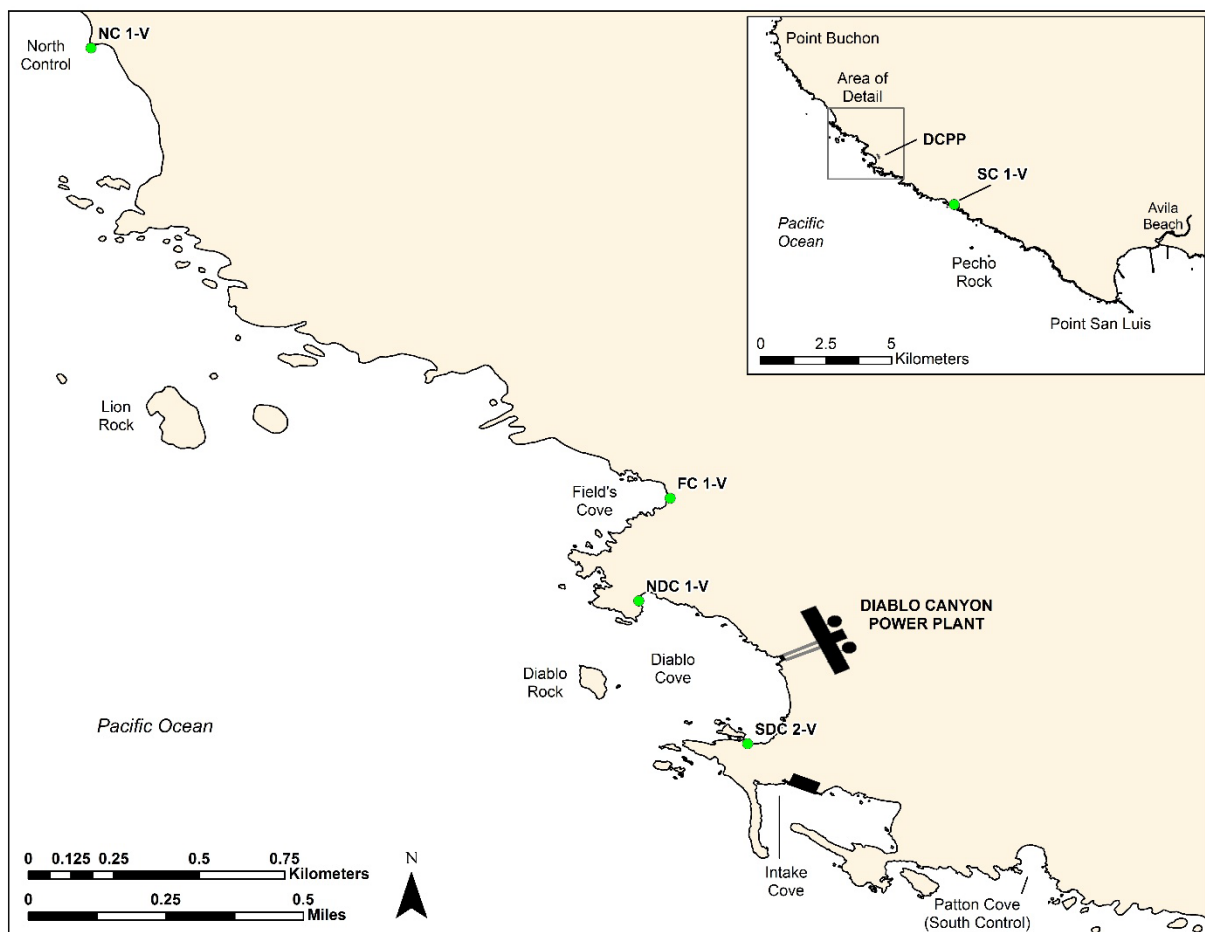 NC 1-V
North
Control
Point Buchon
Area of
Detail
DCPP
SC 1-V
Avila
Beach
Pacific
Ocean
Pecho
Rock
Point San Luis
0 2.5 5
Kilometers
Lion
Rock
Field's
Cove
FC 1-V
NDC 1-V
DIABLO CANYON
POWER PLANT
Diablo
Rock
Diablo
Cove
Pacific Ocean
SDC 2-V
Intake
Cove
Patton Cove
(South Control)
0 0.125 0.25 0.5 0.75
Kilometers
0 0.25 0.5
Miles
N